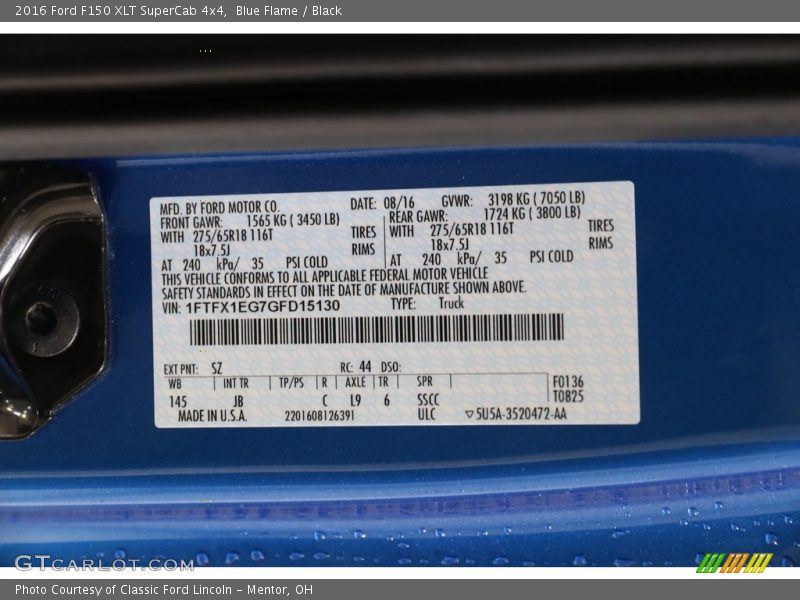 2016 Ford F150 XLT SuperCab 4x4, Blue Flame / Black
MFD. BY FORD MOTOR CO. DATE: 08/16 GVWR: 3198 KG ( 7050 LB)
FRONT GAWR: 1565 KG ( 3450 LB) REAR GAWR: 1724 KG ( 3800 LB)
WITH 275/65R18 116T TIRES WITH 275/65R18 116T TIRES
18x7.5J RIMS 18x7.5J RIMS
AT 240 kPa/ 35 PSI COLD AT 240 kPa/ 35 PSI COLD
THIS VEHICLE CONFORMS TO ALL APPLICABLE FEDERAL MOTOR VEHICLE
SAFETY STANDARDS IN EFFECT ON THE DATE OF MANUFACTURE SHOWN ABOVE.
VIN: 1FTFX1EG7GFD15130 TYPE: Truck
EXT PNT: SZ RC: 44 DSO:
WB INT TR TP/PS R AXLE TR SPR F0136
145 JB C L9 6 SSCC T0825
MADE IN U.S.A. 2201608126391 ULC ▽5U5A-3520472-AA
GTCARLOT.COM
Photo Courtesy of Classic Ford Lincoln - Mentor, OH